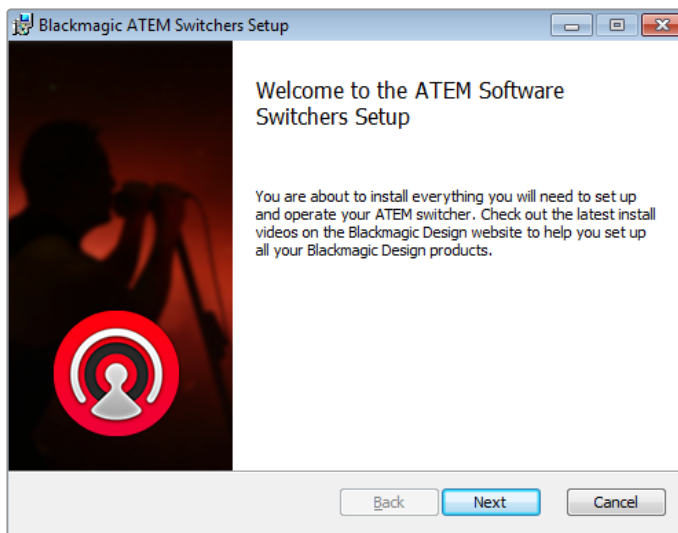 Blackmagic ATEM Switchers Setup
Welcome to the ATEM Software
Switchers Setup
You are about to install everything you will need to set up
and operate your ATEM switcher. Check out the latest install
videos on the Blackmagic Design website to help you set up
all your Blackmagic Design products.
Back Next Cancel